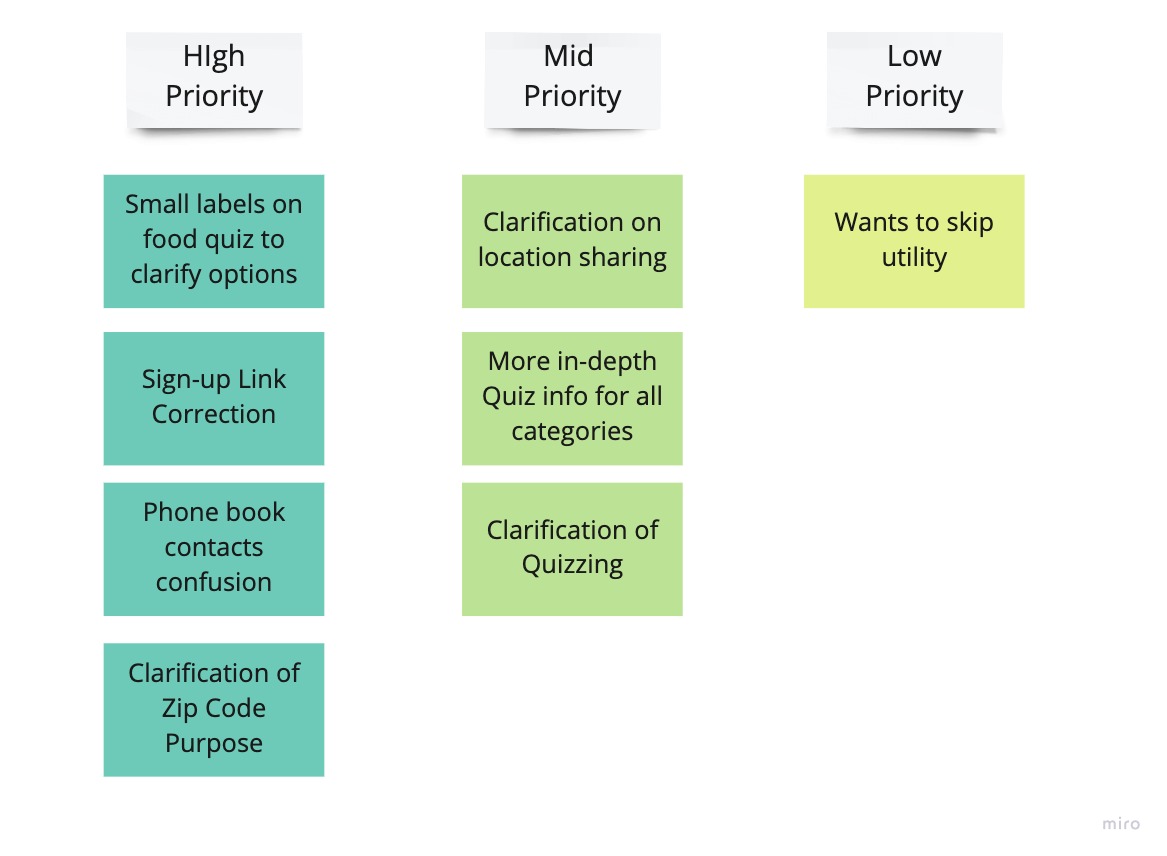 HIgh
Priority
Mid
Priority
Low
Priority
Small labels on
food quiz to
clarify options
Clarification on
location sharing
Wants to skip
utility
Sign-up Link
Correction
More in-depth
Quiz info for all
categories
Phone book
contacts
confusion
Clarification of
Quizzing
Clarification of
Zip Code
Purpose
miro